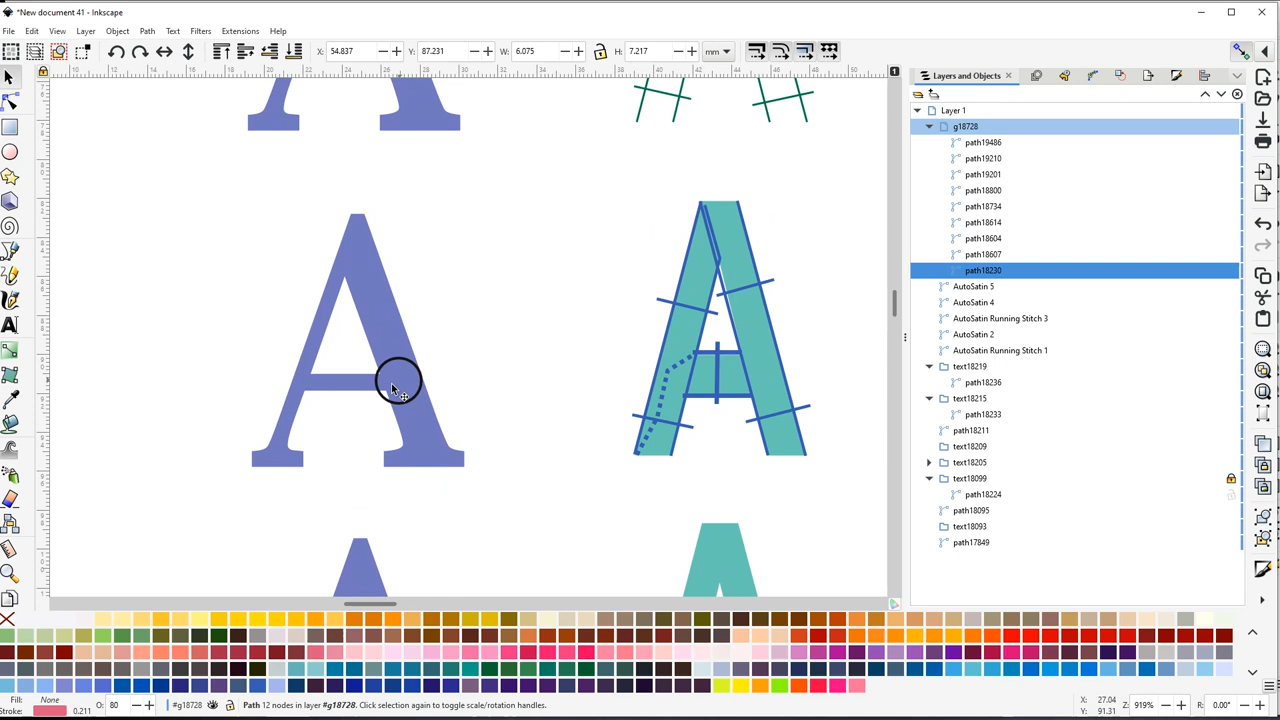 *New document 41 - Inkscape
File Edit View Layer Object Path Text Filters Extensions Help
X: 54.837 Y: 87.231 W: 6.075 H: 7.217 mm
Layers and Objects
Layer 1
g18728
path19486
path19210
path19201
path18800
path18734
path18614
path18604
path18607
path18230
AutoSatin 5
AutoSatin 4
AutoSatin Running Stitch 3
AutoSatin 2
AutoSatin Running Stitch 1
text18219
path18236
text18215
path18233
path18211
text18209
text18205
text18099
path18224
path18095
text18093
path17849
A A
Fill: None
Stroke: 0.211
O: 80
#g18728
Path 12 nodes in layer #g18728. Click selection again to toggle scale/rotation handles.
X: 27.04
Y: 91.31
Z: 919%
R: 0.00°